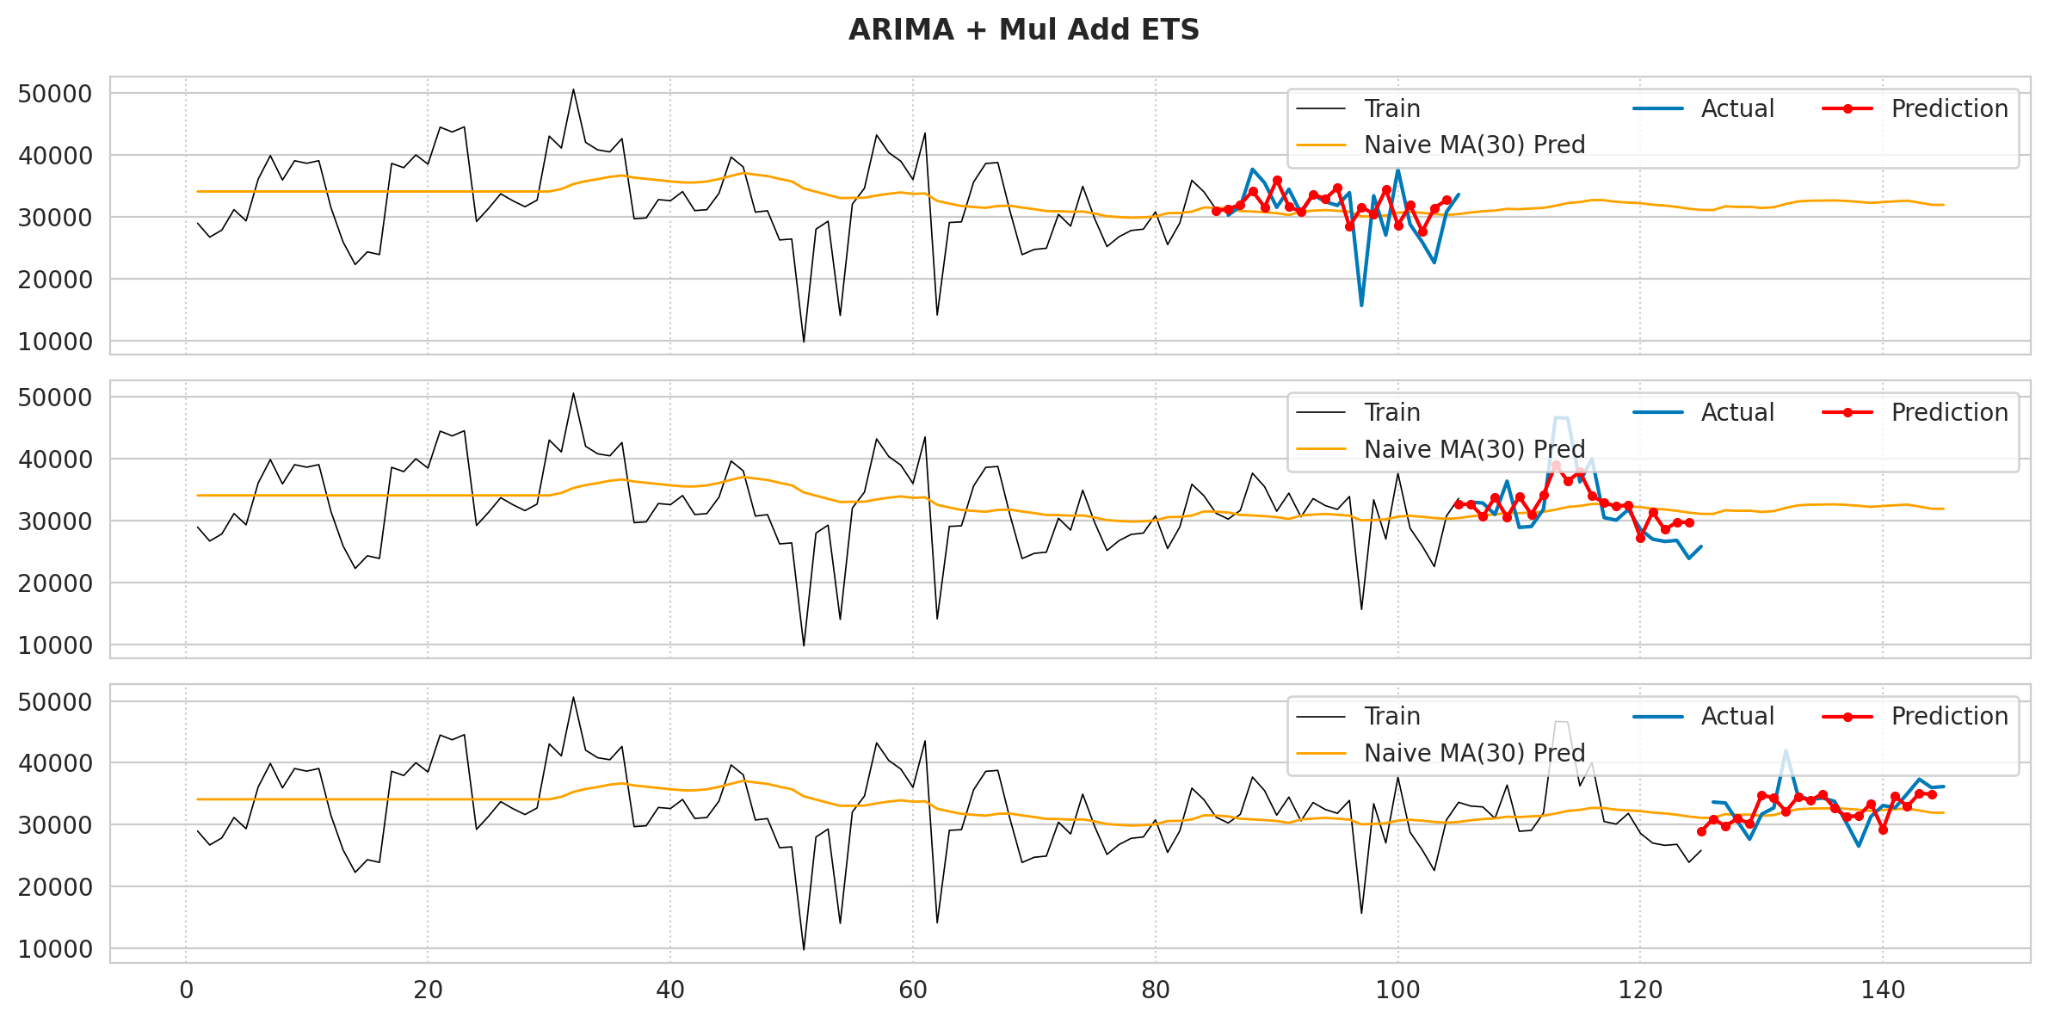 ARIMA + Mul Add ETS
50000
40000
30000
20000
10000
Train
Naive MA(30) Pred
Actual
Prediction
50000
40000
30000
20000
10000
Train
Naive MA(30) Pred
Actual
Prediction
50000
40000
30000
20000
10000
Train
Naive MA(30) Pred
Actual
Prediction
0 20 40 60 80 100 120 140